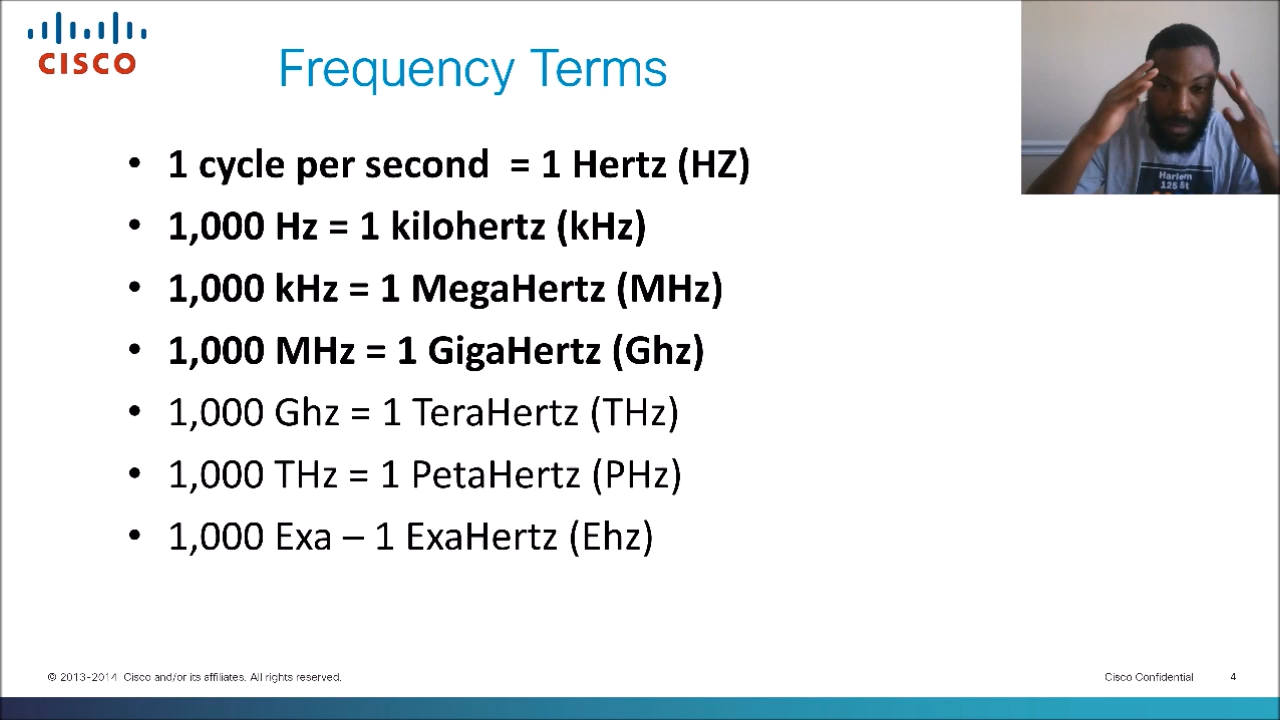 CISCO
Frequency Terms
Harlem
125 St
• 1 cycle per second = 1 Hertz (HZ)
• 1,000 Hz = 1 kilohertz (kHz)
• 1,000 kHz = 1 MegaHertz (MHz)
• 1,000 MHz = 1 GigaHertz (Ghz)
• 1,000 Ghz = 1 TeraHertz (THz)
• 1,000 THz = 1 PetaHertz (PHz)
• 1,000 Exa – 1 ExaHertz (Ehz)
© 2013-2014 Cisco and/or its affiliates. All rights reserved.
Cisco Confidential
4